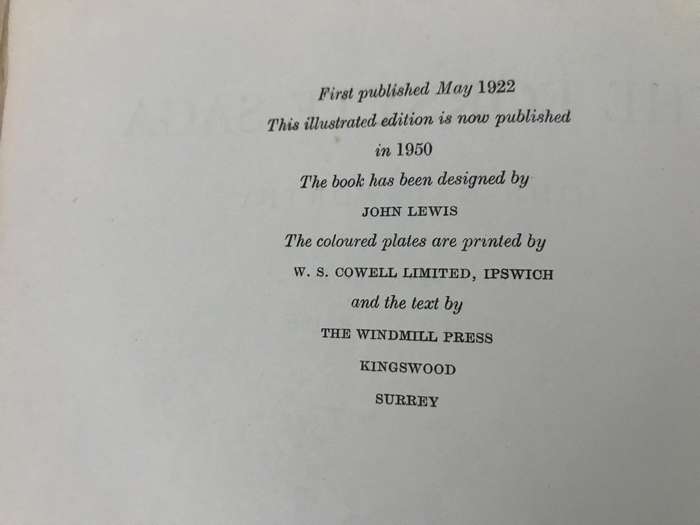 First published May 1922
This illustrated edition is now published
in 1950
The book has been designed by
JOHN LEWIS
The coloured plates are printed by
W. S. COWELL LIMITED, IPSWICH
and the text by
THE WINDMILL PRESS
KINGSWOOD
SURREY